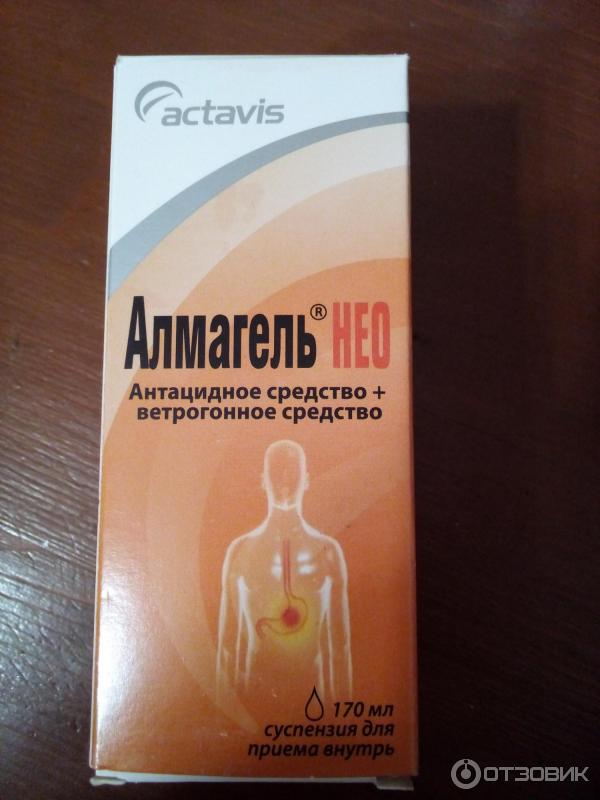 actavis
Алмагель® НЕО
Антацидное средство +
ветрогонное средство
170 мл
суспензия для
приема внутрь
ОТЗОВИК